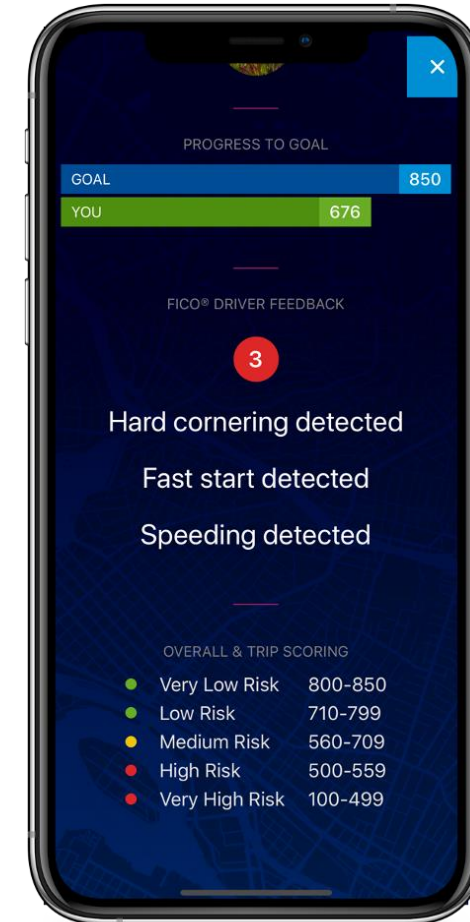 ×
PROGRESS TO GOAL
GOAL 850
YOU 676
FICO® DRIVER FEEDBACK
3
Hard cornering detected
Fast start detected
Speeding detected
OVERALL & TRIP SCORING
Very Low Risk 800-850
Low Risk 710-799
Medium Risk 560-709
High Risk 500-559
Very High Risk 100-499